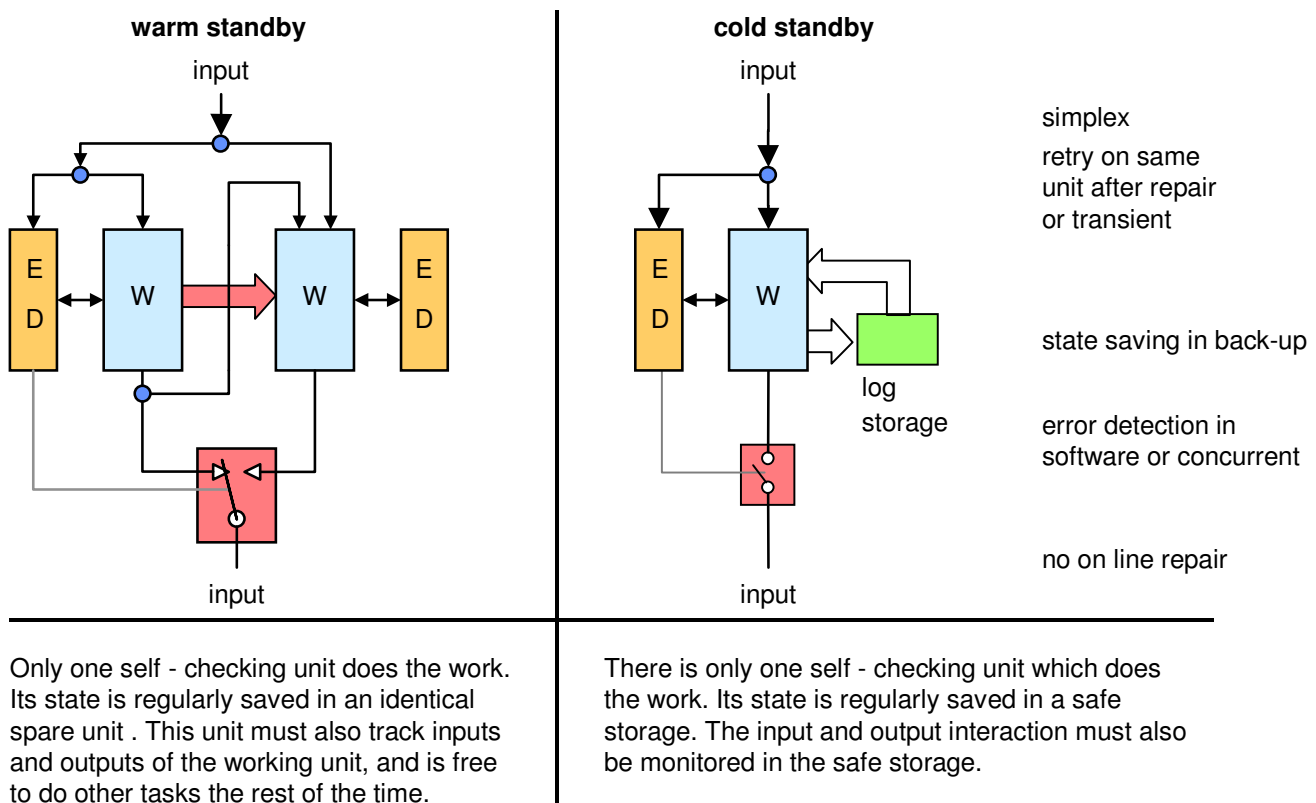 warm standby
input
E
D
W
W
E
D
input
Only one self - checking unit does the work.
Its state is regularly saved in an identical
spare unit . This unit must also track inputs
and outputs of the working unit, and is free
to do other tasks the rest of the time.
cold standby
input
E
D
W
log
storage
input
simplex
retry on same
unit after repair
or transient
state saving in back-up
error detection in
software or concurrent
no on line repair
There is only one self - checking unit which does
the work. Its state is regularly saved in a safe
storage. The input and output interaction must also
be monitored in the safe storage.